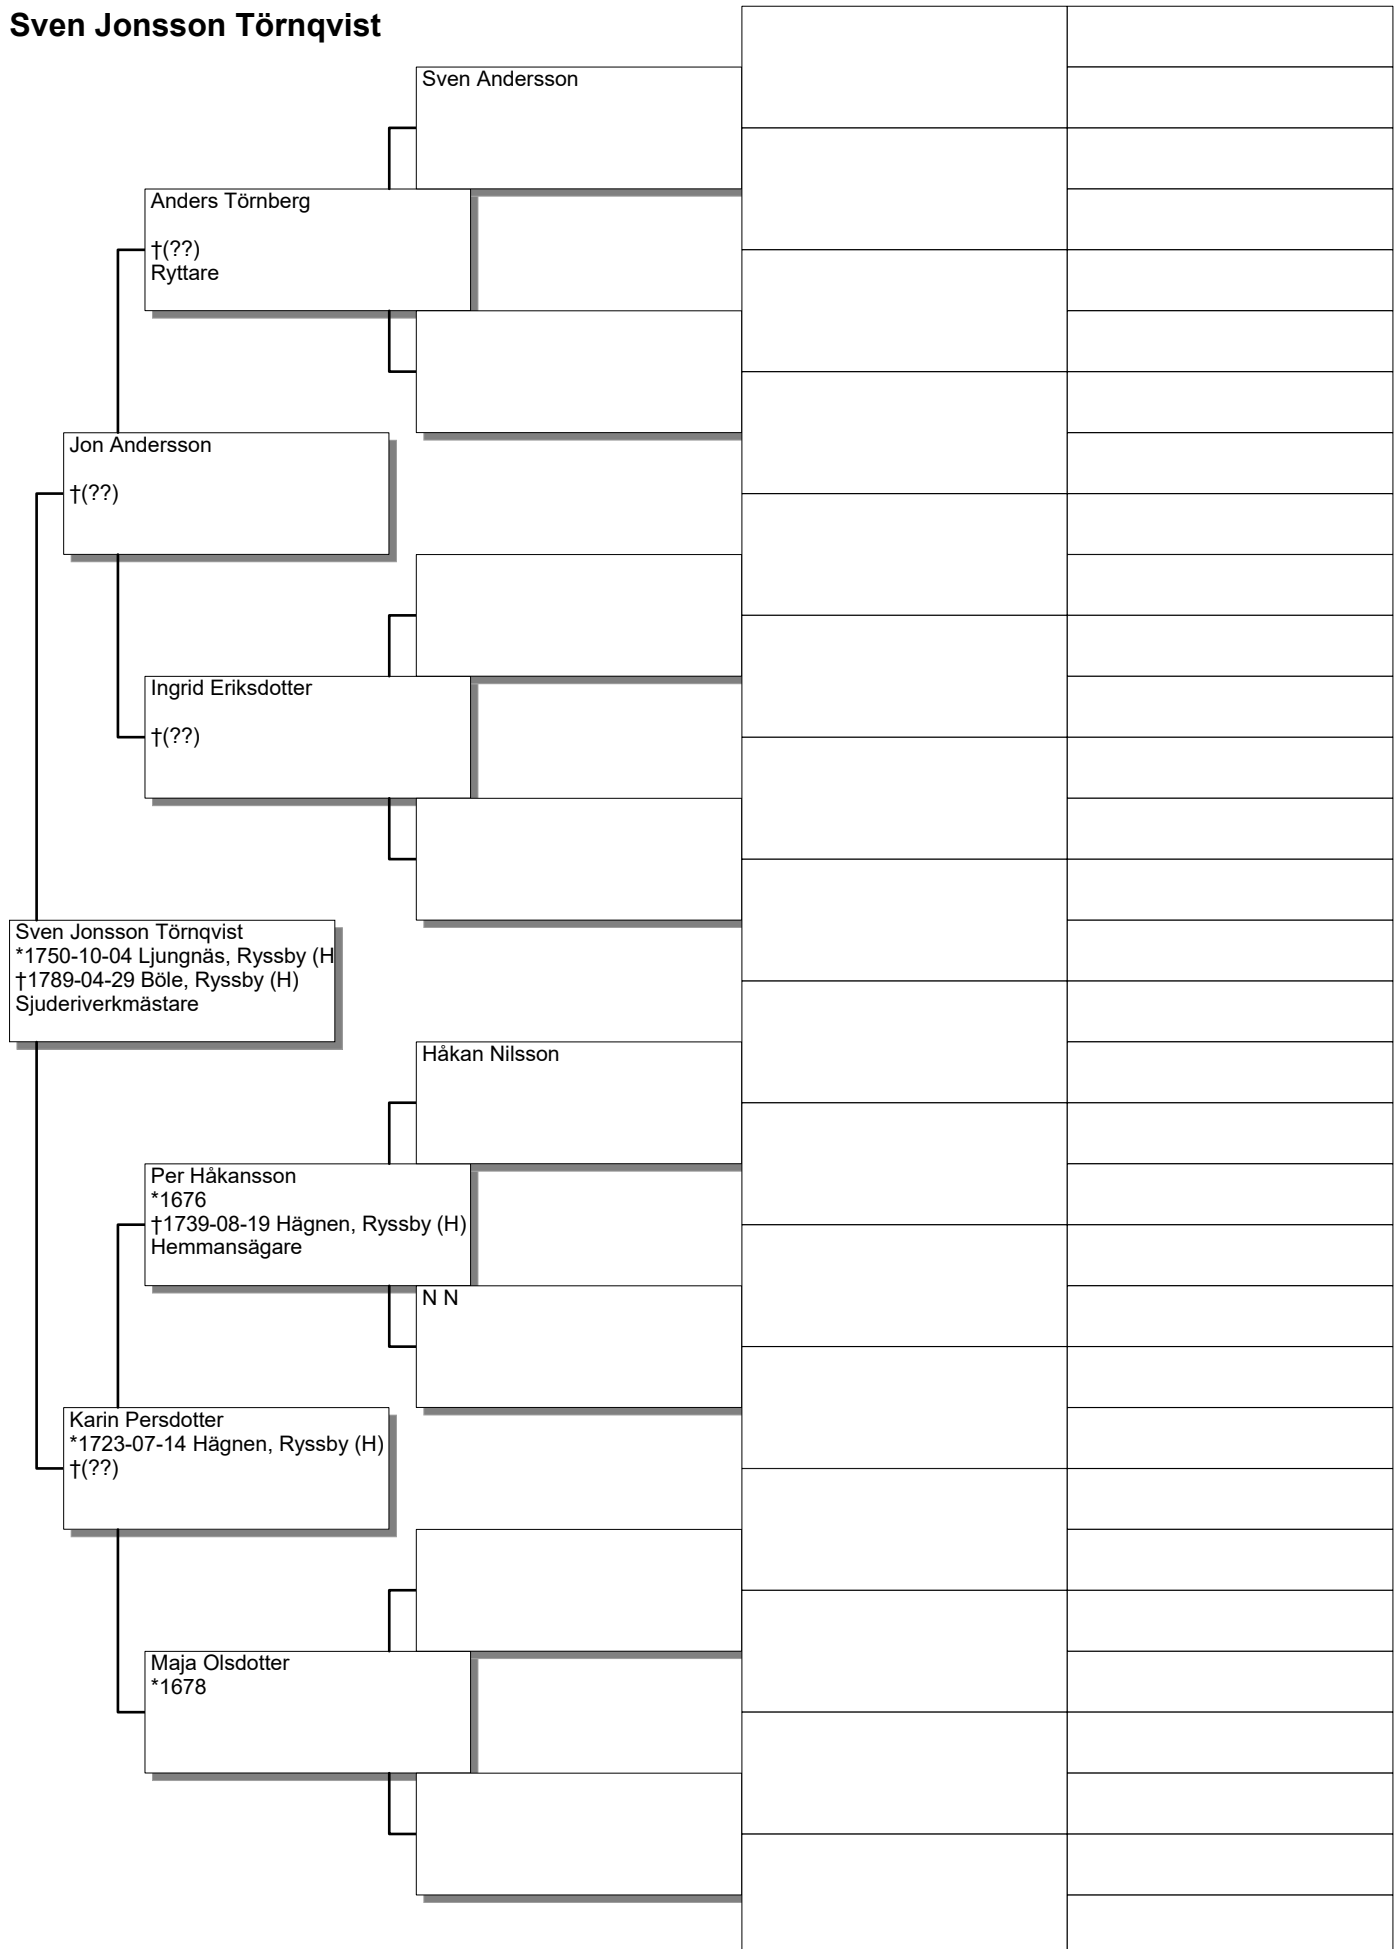 Sven Jonsson Törnqvist
Sven Andersson
Anders Törnberg
†(??)
Ryttare
Jon Andersson
†(??)
Ingrid Eriksdotter
†(??)
Sven Jonsson Törnqvist
*1750-10-04 Ljungnäs, Ryssby (H
†1789-04-29 Böle, Ryssby (H)
Sjuderiverkmästare
Håkan Nilsson
Per Håkansson
*1676
†1739-08-19 Hägnen, Ryssby (H)
Hemmansägare
N N
Karin Persdotter
*1723-07-14 Hägnen, Ryssby (H)
†(??)
Maja Olsdotter
*1678